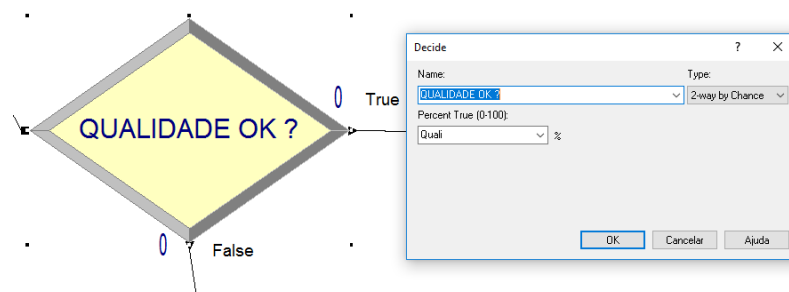 QUALIDADE OK ?
0
True
0
False
Decide
?
Name:
Type:
QUALIDADE OK ?
2-way by Chance
Percent True (0-100):
Quali
%
OK
Cancelar
Ajuda